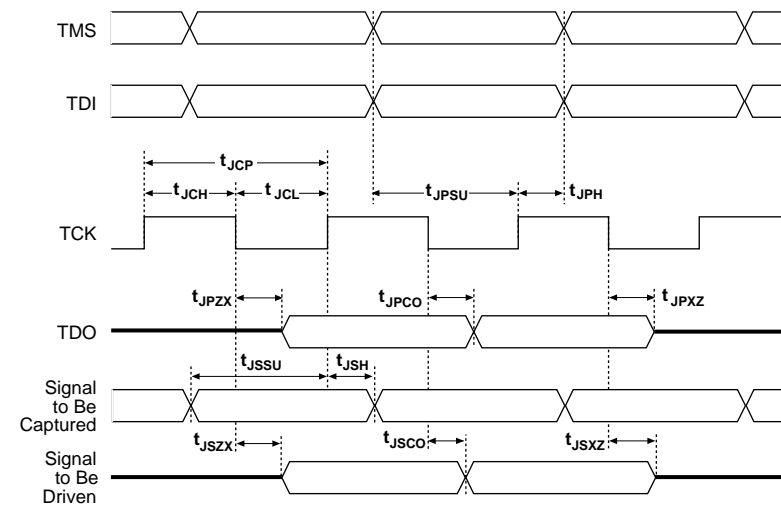 TMS
TDI
tJCP
tJCH
tJCL
tJPSU
tJPH
TCK
tJPZX
tJPCO
tJPXZ
TDO
tJSSU
tJSH
Signal
to Be
Captured
tJSZX
tJSCO
tJSXZ
Signal
to Be
Driven